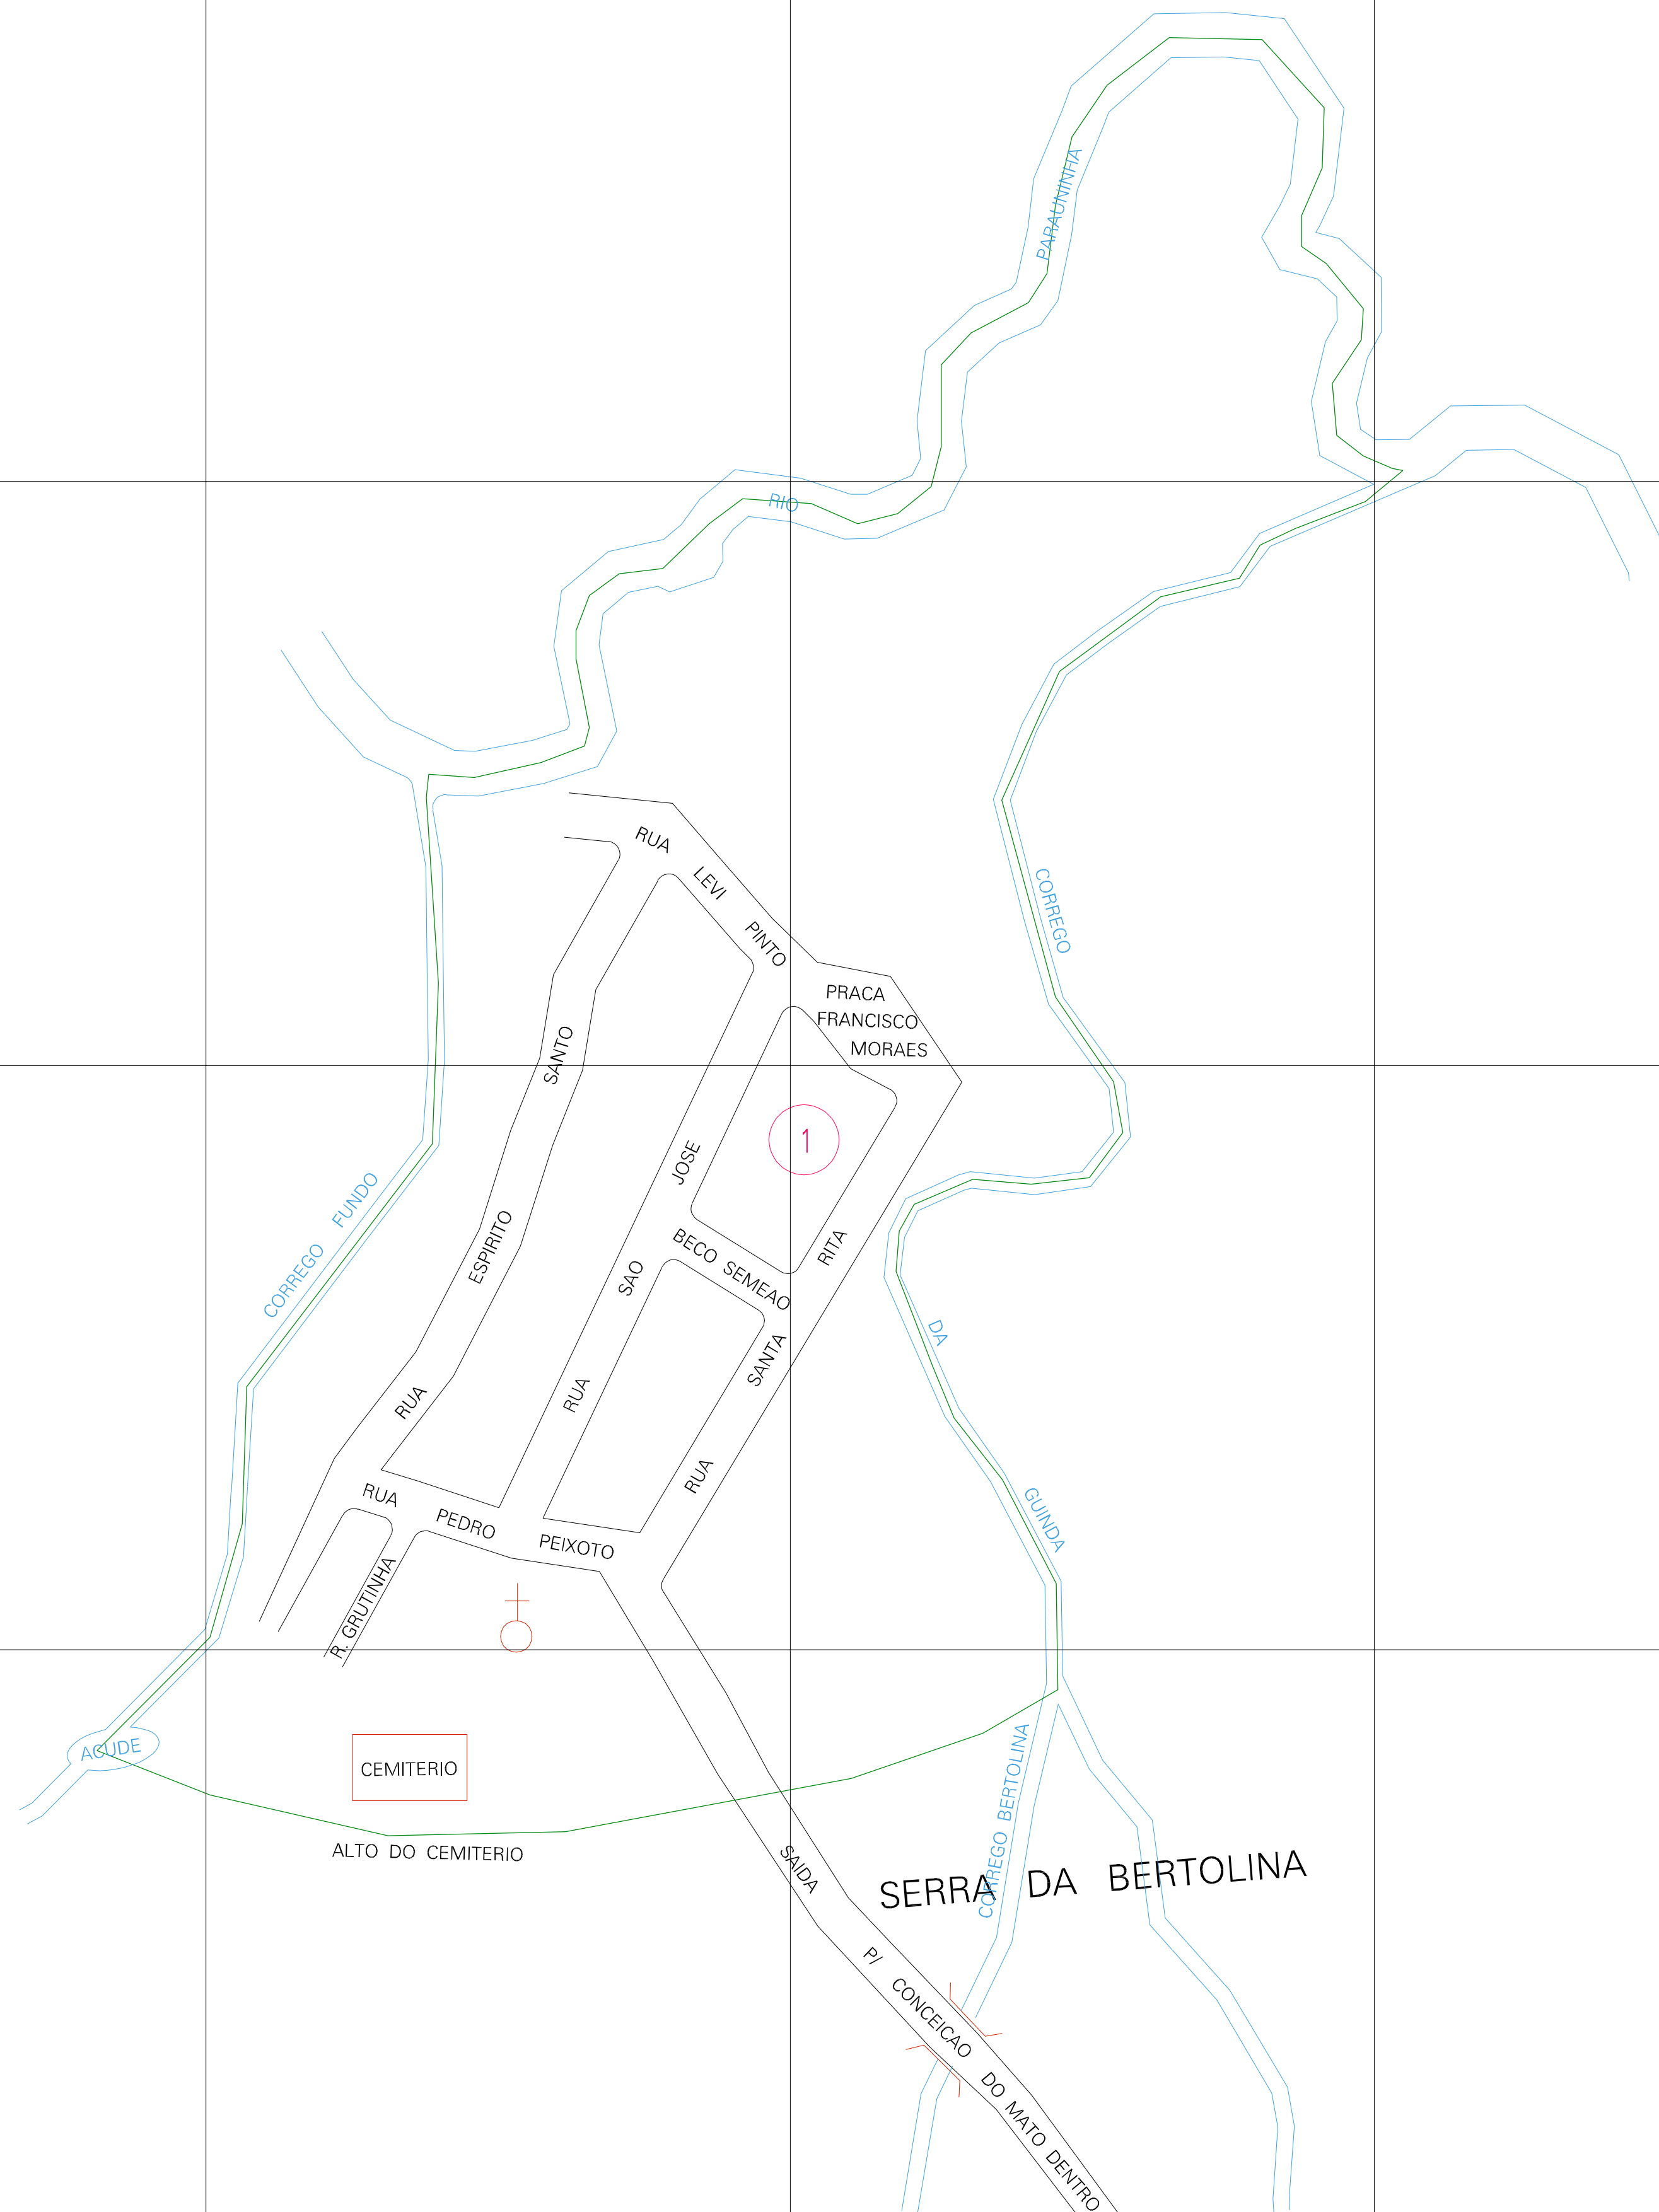 PARAUNINHA
RIO
RUA LEVI PINTO
CORREGO DA GUINDA
PRACA
FRANCISCO
MORAES
RUA ESPIRITO SANTO
1
RUA SAO JOSE
CORREGO FUNDO
BECO SEMEAO
RUA SANTA RITA
RUA PEDRO PEIXOTO
R. GRUTINHA
ACUDE
CEMITERIO
ALTO DO CEMITERIO
CORREGO BERTOLINA
SERRA DA BERTOLINA
SAIDA P/ CONCEICAO DO MATO DENTRO